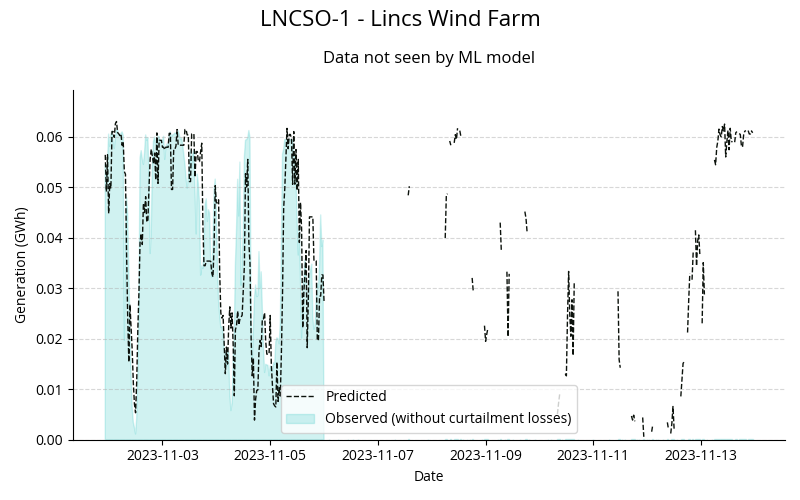 LNCSO-1 - Lincs Wind Farm
Data not seen by ML model
Generation (GWh)
0.06
0.05
0.04
0.03
0.02
0.01
0.00
Predicted
Observed (without curtailment losses)
2023-11-03
2023-11-05
2023-11-07
2023-11-09
2023-11-11
2023-11-13
Date